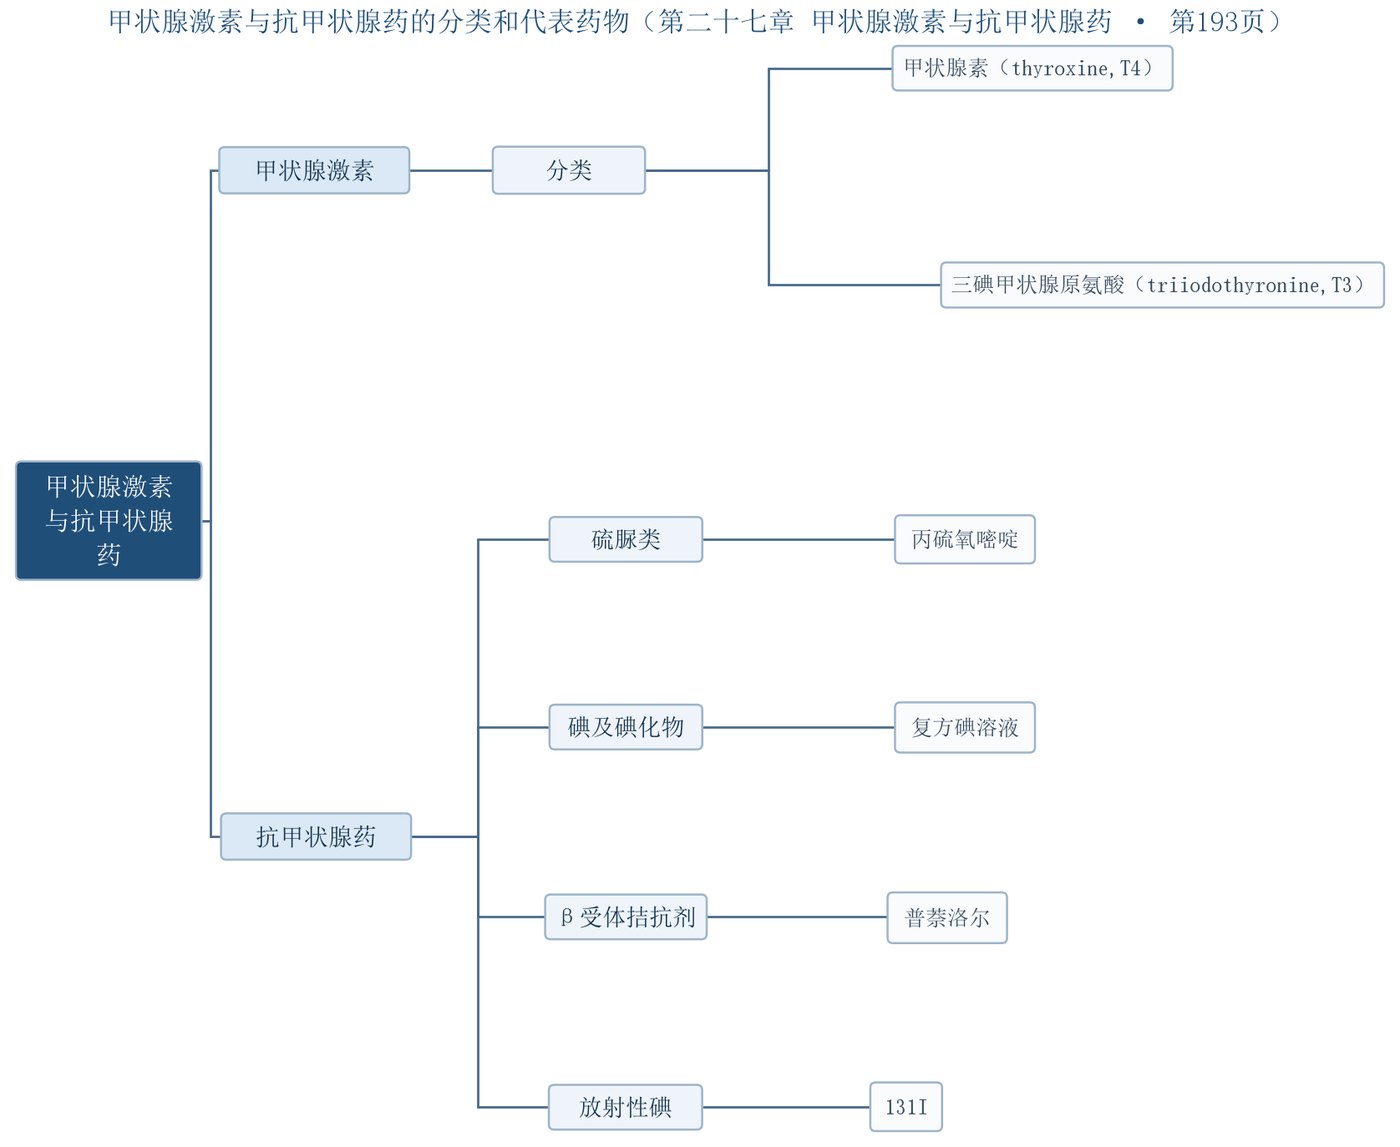 甲状腺激素与抗甲状腺药的分类和代表药物（第二十七章 甲状腺激素与抗甲状腺药 • 第193页）
甲状腺素（thyroxine,T4）
甲状腺激素
分类
三碘甲状腺原氨酸（triiodothyronine,T3）
甲状腺激素
与抗甲状腺
药
硫脲类
丙硫氧嘧啶
碘及碘化物
复方碘溶液
抗甲状腺药
β受体拮抗剂
普萘洛尔
放射性碘
131I